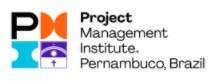 Project
Management
Institute.
Pernambuco, Brazil